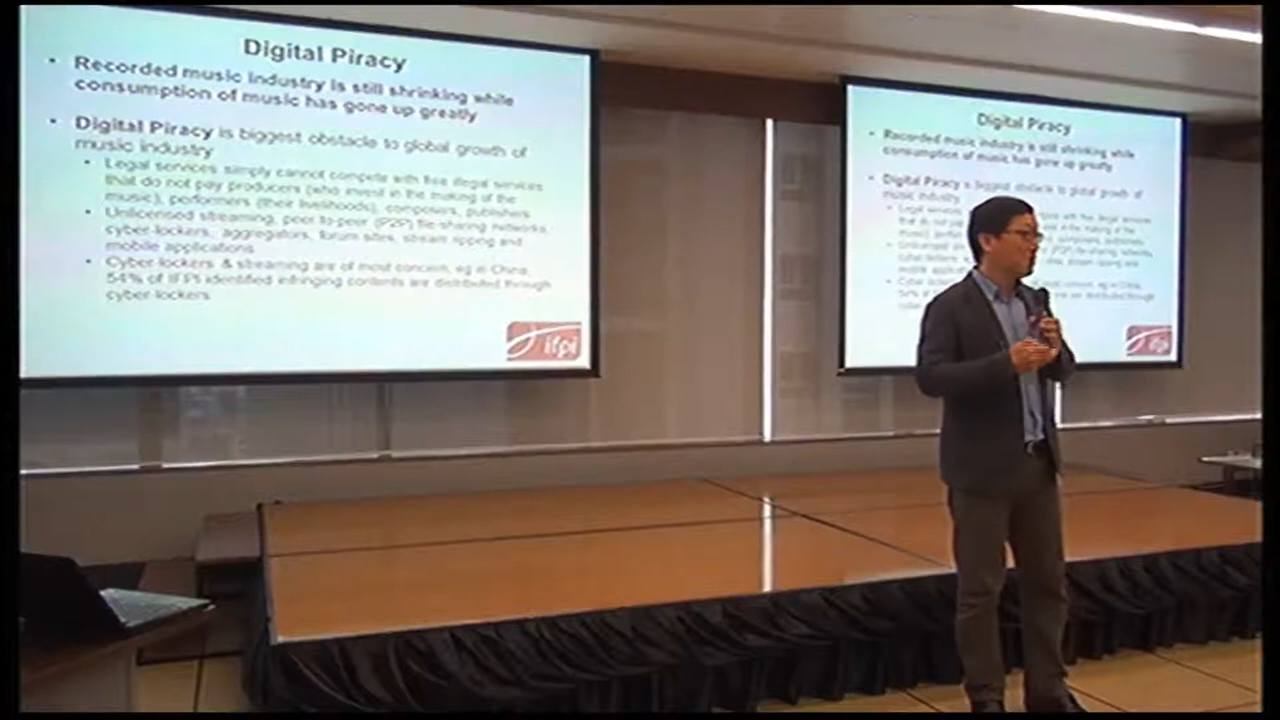 Digital Piracy
• Recorded music industry is still shrinking while
consumption of music has gone up greatly
• Digital Piracy is biggest obstacle to global growth of
music industry
• Legal services simply cannot compete with free illegal services
that do not pay producers (who invest in the making of the
music), performers (their livelihoods), composers, publishers
• Unlicensed streaming, peer-to-peer (P2P) file-sharing networks,
cyber-lockers, aggregators, forum sites, stream ripping and
mobile applications
• Cyber-lockers & streaming are of most concern, eg in China,
54% of IFPI identified infringing contents are distributed through
cyber-lockers
ifpi
Digital Piracy
• Recorded music industry is still shrinking while
consumption of music has gone up greatly
• Digital Piracy is biggest obstacle to global growth of
music industry
ifpi